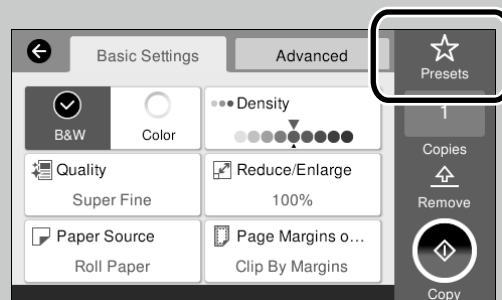 Basic Settings
Advanced
Presets
B&W
Color
Density
1
Copies
Quality
Super Fine
Reduce/Enlarge
100%
Remove
Paper Source
Roll Paper
Page Margins o...
Clip By Margins
Copy